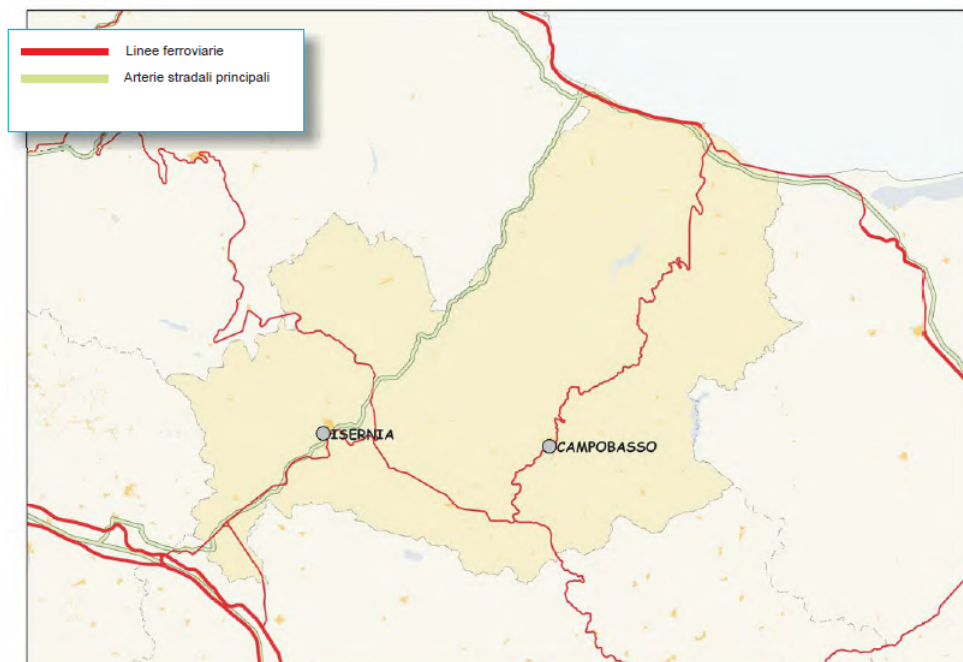 Linee ferroviarie
Arterie stradali principali
ISERNIA
CAMPOBASSO